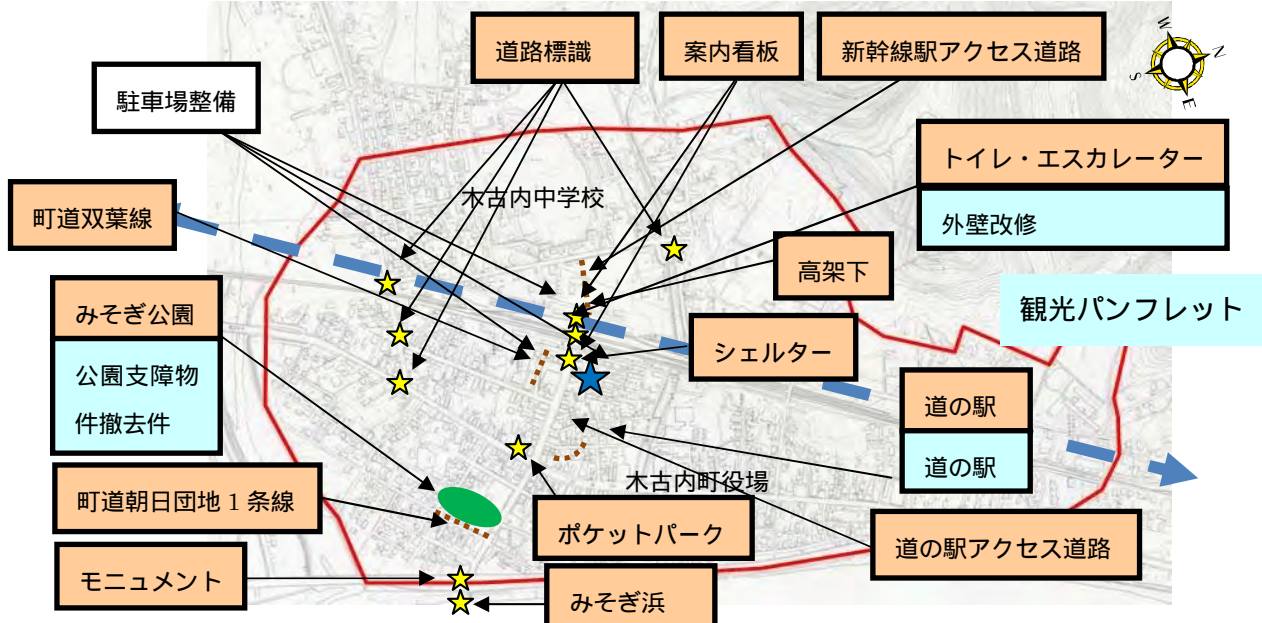 道路標識
案内看板
新幹線駅アクセス道路
W
N
S
E
駐車場整備
トイレ・エスカレーター
外壁改修
木古内中学校
町道双葉線
高架下
みそぎ公園
公園支障物
件撤去件
観光パンフレット
シェルター
道の駅
道の駅
木古内町役場
町道朝日団地1条線
ポケットパーク
道の駅アクセス道路
モニュメント
みそぎ浜